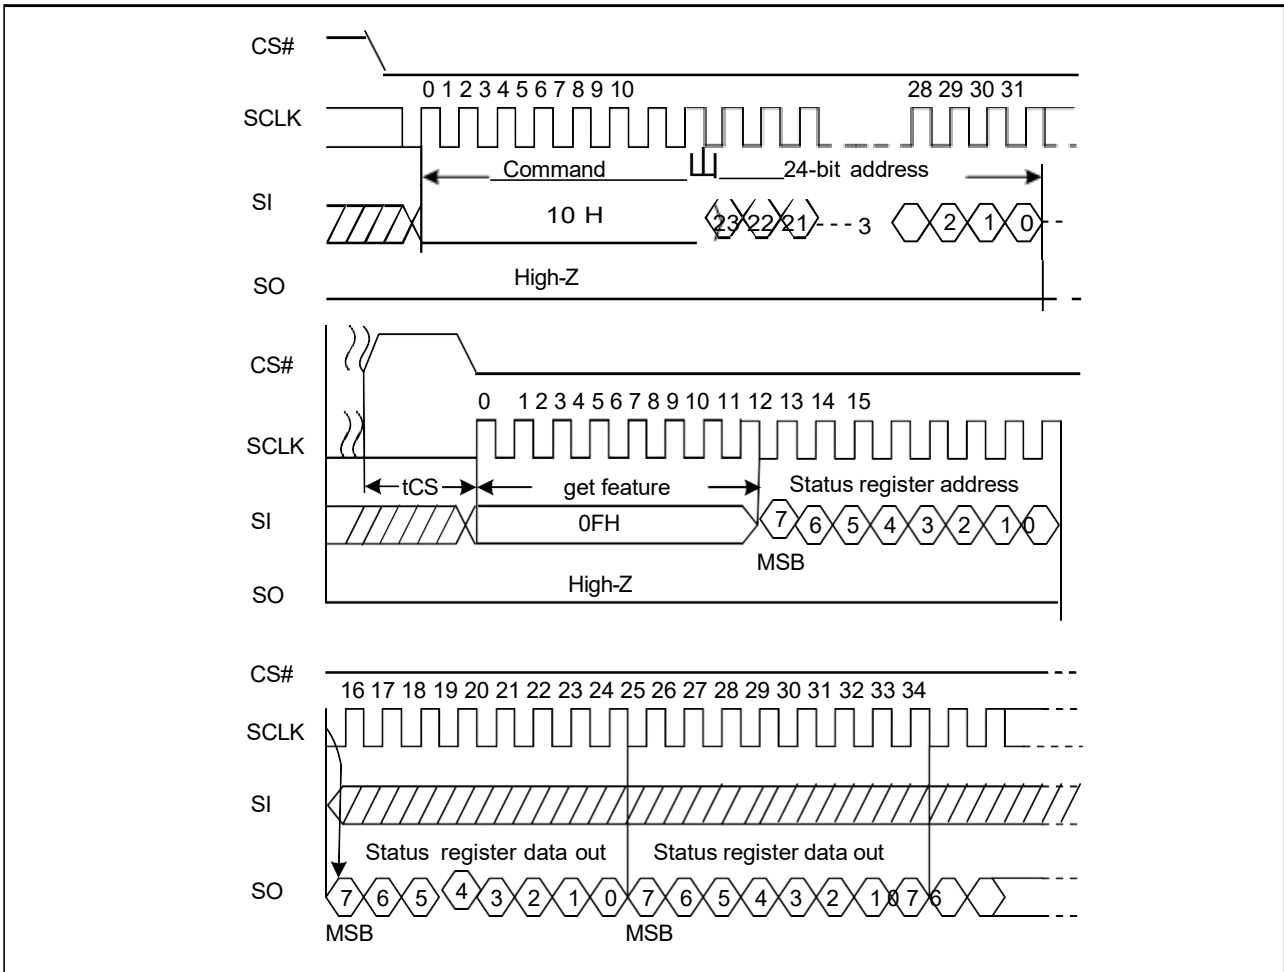 CS#
0 1 2 3 4 5 6 7 8 9 10 28 29 30 31
SCLK
Command 24-bit address
SI
10 H
23 22 21 - - - 3 2 1 0
High-Z
SO
CS#
0 1 2 3 4 5 6 7 8 9 10 11 12 13 14 15
SCLK
tCS get feature Status register address
SI
0FH
7 6 5 4 3 2 1 0
MSB
High-Z
SO
CS#
16 17 18 19 20 21 22 23 24 25 26 27 28 29 30 31 32 33 34
SCLK
SI
Status register data out Status register data out
SO
7 6 5 4 3 2 1 0 7 6 5 4 3 2 1 0 7 6
MSB MSB